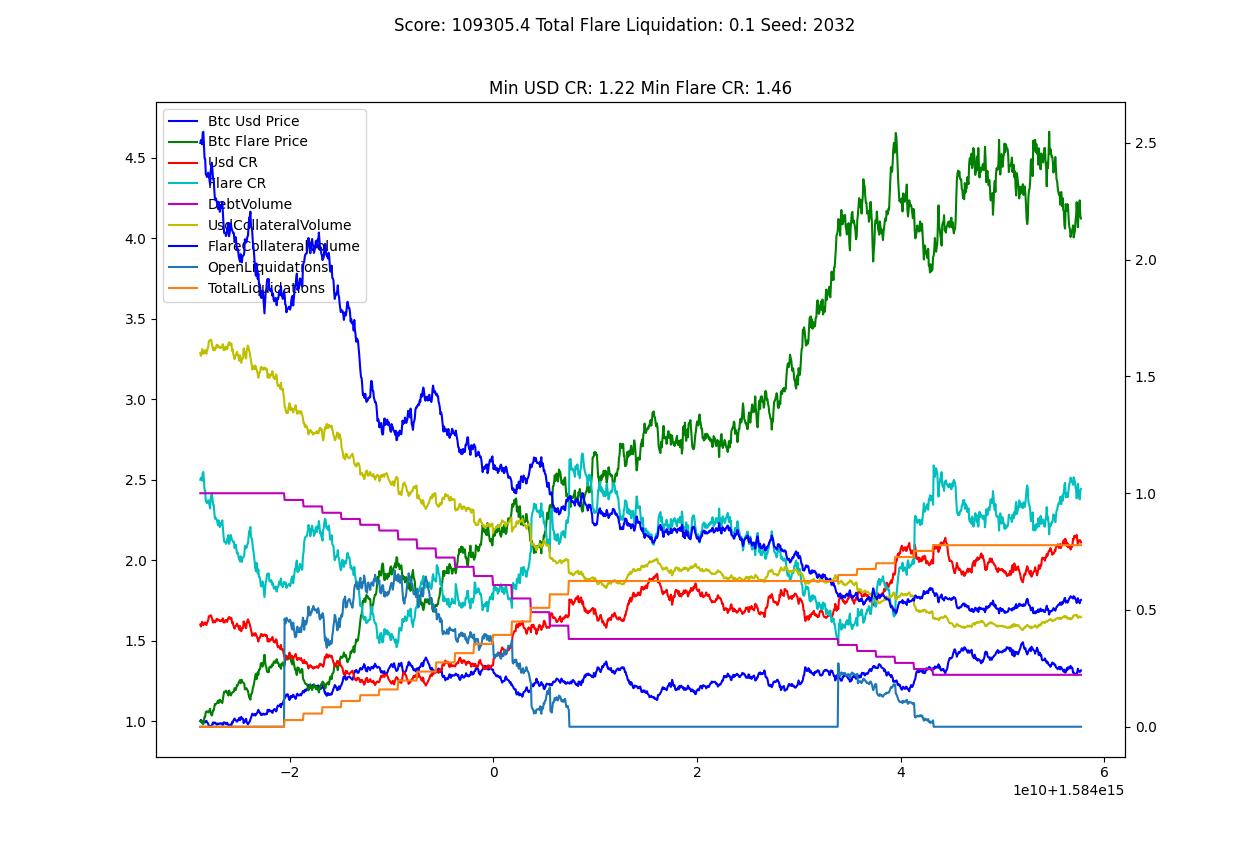 Score: 109305.4 Total Flare Liquidation: 0.1 Seed: 2032
Min USD CR: 1.22 Min Flare CR: 1.46
Btc Usd Price
Btc Flare Price
Usd CR
Flare CR
DebtVolume
UsdCollateralVolume
FlareCollateralVolume
OpenLiquidations
TotalLiquidations
4.5
4.0
3.5
3.0
2.5
2.0
1.5
1.0
2.5
2.0
1.5
1.0
0.5
0.0
−2 0 2 4 6
1e10+1.584e15